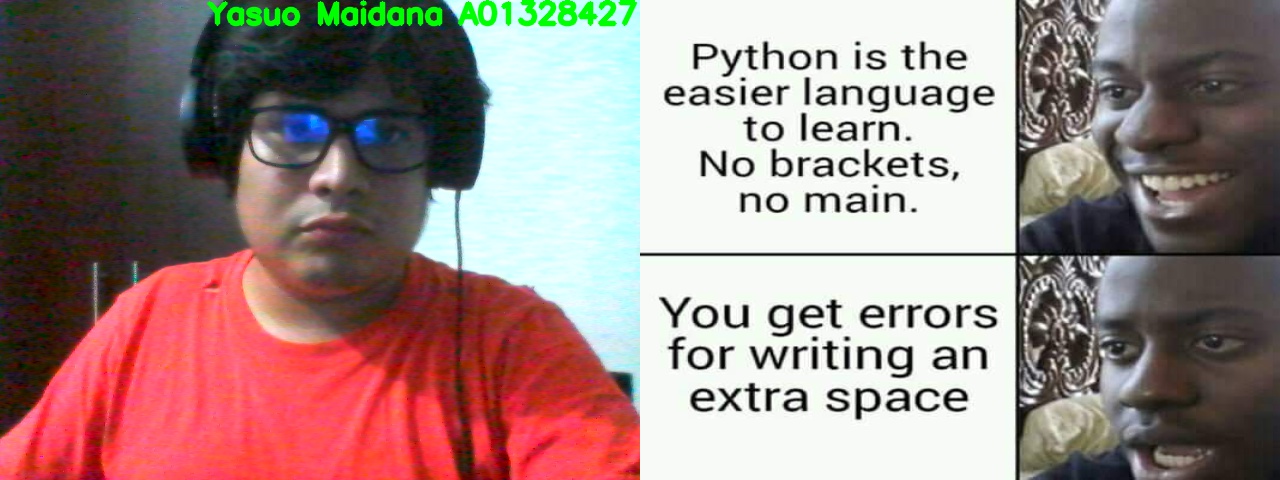 Yasuo Maidana A01328427
Python is the
easier language
to learn.
No brackets,
no main.
You get errors
for writing an
extra space